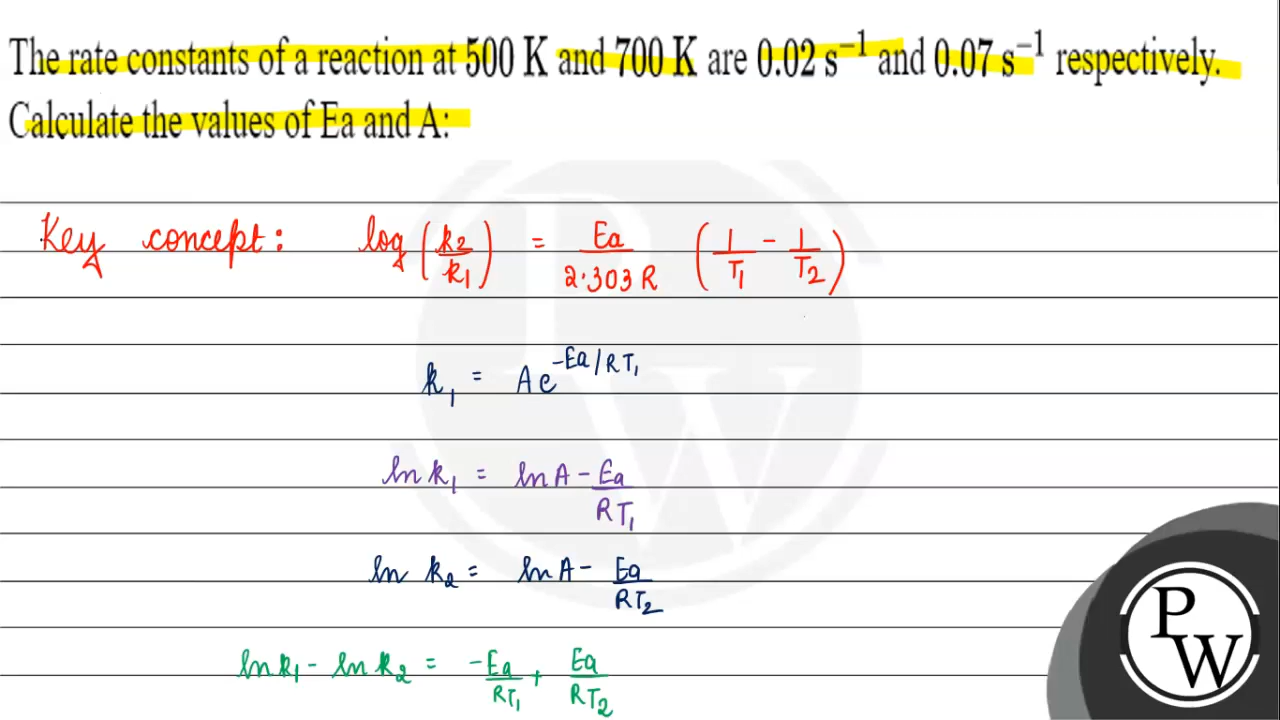 The rate constants of a reaction at 500 K and 700 K are 0.02 s⁻¹ and 0.07 s⁻¹ respectively.
Calculate the values of Ea and A:
Key concept: log (k₂/k₁) = Ea/2.303 R (1/T₁ - 1/T₂)
k₁ = A e^(-Ea/RT₁)
ln k₁ = ln A - Ea/RT₁
ln k₂ = ln A - Ea/RT₂
ln k₁ - ln k₂ = -Ea/RT₁ + Ea/RT₂
PW